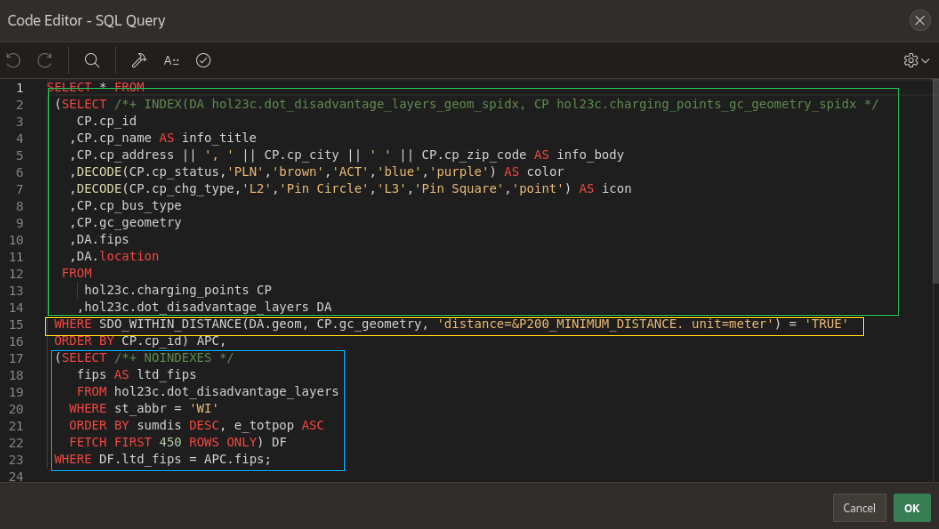 Code Editor - SQL Query
A::
1 SELECT * FROM
2 (SELECT /*+ INDEX(DA hol23c.dot_disadvantage_layers_geom_spidx, CP hol23c.charging_points_gc_geometry_spidx */
3 CP.cp_id
4 ,CP.cp_name AS info_title
5 ,CP.cp_address || ', ' || CP.cp_city || ' ' || CP.cp_zip_code AS info_body
6 ,DECODE(CP.cp_status,'PLN','brown','ACT','blue','purple') AS color
7 ,DECODE(CP.cp_chg_type,'L2','Pin Circle','L3','Pin Square','point') AS icon
8 ,CP.cp_bus_type
9 ,CP.gc_geometry
10 ,DA.fips
11 ,DA.location
12 FROM
13 hol23c.charging_points CP
14 ,hol23c.dot_disadvantage_layers DA
15 WHERE SDO_WITHIN_DISTANCE(DA.geom, CP.gc_geometry, 'distance=&P200_MINIMUM_DISTANCE. unit=meter') = 'TRUE'
16 ORDER BY CP.cp_id) APC,
17 (SELECT /*+ NOINDEXES */
18 fips AS ltd_fips
19 FROM hol23c.dot_disadvantage_layers
20 WHERE st_abbr = 'WI'
21 ORDER BY sumdis DESC, e_totpop ASC
22 FETCH FIRST 450 ROWS ONLY) DF
23 WHERE DF.ltd_fips = APC.fips;
24
Cancel OK